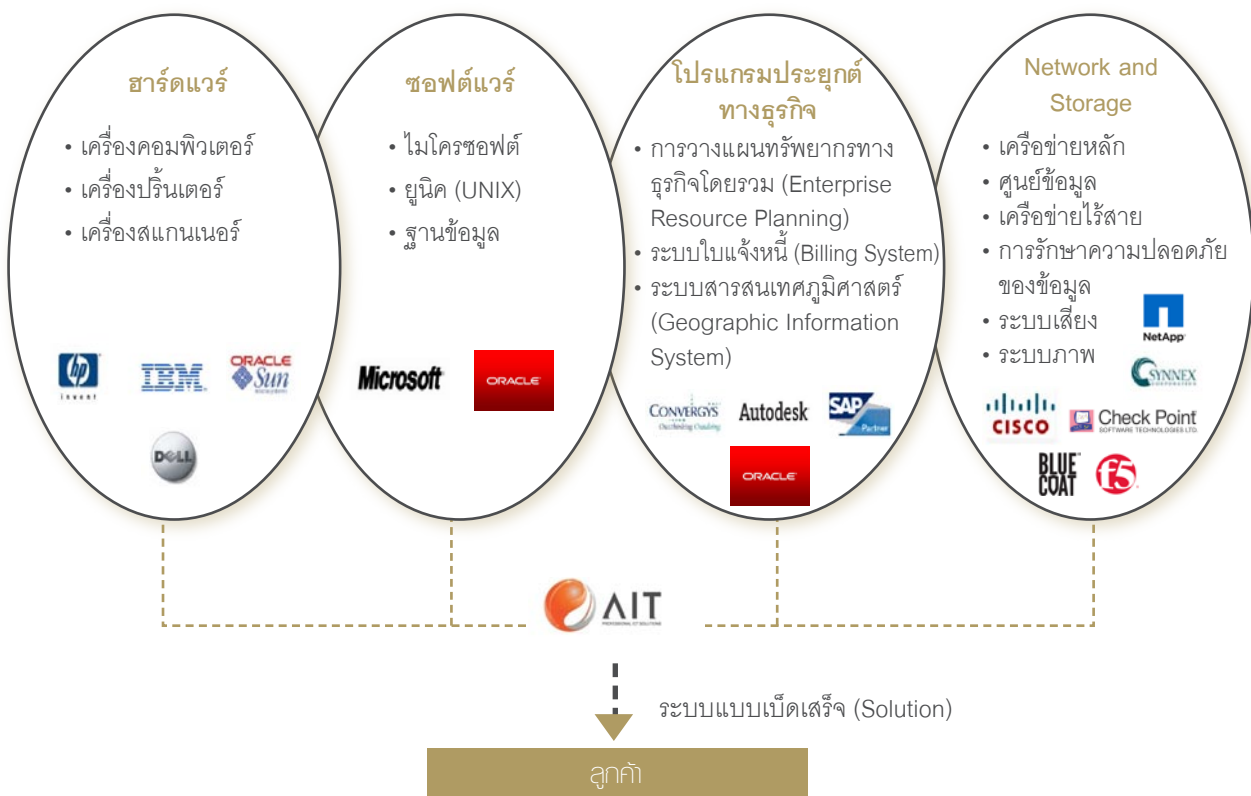 ฮาร์ดแวร์
• เครื่องคอมพิวเตอร์
• เครื่องปริ้นเตอร์
• เครื่องสแกนเนอร์
hp
invent
IBM
ORACLE
Sun
DELL
ซอฟต์แวร์
• ไมโครซอฟต์
• ยูนิค (UNIX)
• ฐานข้อมูล
Microsoft
ORACLE
โปรแกรมประยุกต์
ทางธุรกิจ
• การวางแผนทรัพยากรทาง
ธุรกิจโดยรวม (Enterprise
Resource Planning)
• ระบบใบแจ้งหนี้ (Billing System)
• ระบบสารสนเทศภูมิศาสตร์
(Geographic Information
System)
CONVERGYS
Outthinking Outdoing
Autodesk
SAP
Partner
ORACLE
Network and
Storage
• เครือข่ายหลัก
• ศูนย์ข้อมูล
• เครือข่ายไร้สาย
• การรักษาความปลอดภัย
ของข้อมูล
• ระบบเสียง
• ระบบภาพ
NetApp
SYNNEX
CORPORATION
CISCO
Check Point
SOFTWARE TECHNOLOGIES LTD.
BLUE
COAT
f5
AIT
PROFESSIONAL ICT SOLUTIONS
ระบบแบบเบ็ดเสร็จ (Solution)
ลูกค้า